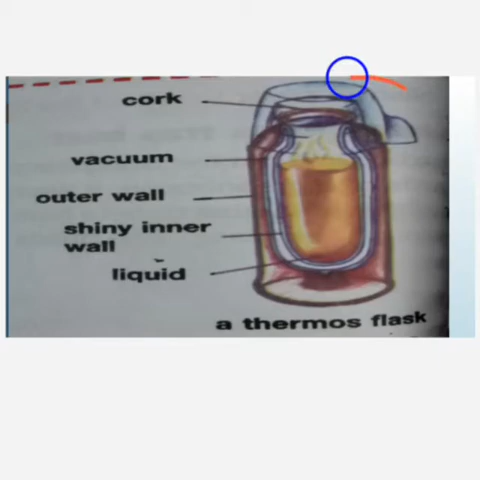 cork
vacuum
outer wall
shiny inner
wall
liquid
a thermos flask